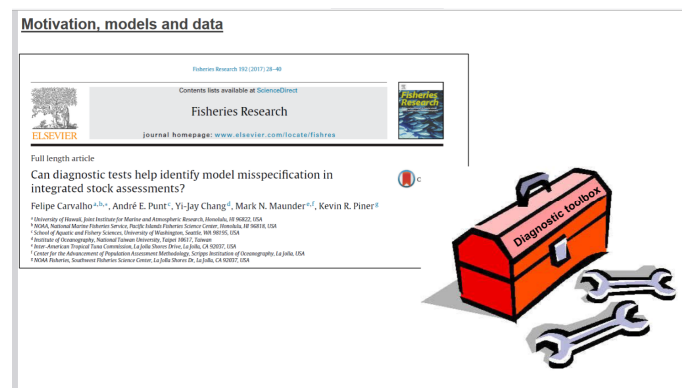 Motivation, models and data
Fisheries Research 192 (2017) 28–40
Contents lists available at ScienceDirect
Fisheries Research
journal homepage: www.elsevier.com/locate/fishres
ELSEVIER
Fisheries
Research
Full length article
Can diagnostic tests help identify model misspecification in
integrated stock assessments?
Felipe Carvalho a,b,*, André E. Punt c, Yi-Jay Chang d, Mark N. Maunder e,f, Kevin R. Piner g
a University of Hawaii, Joint Institute for Marine and Atmospheric Research, Honolulu, HI 96822, USA
b NOAA, National Marine Fisheries Service, Pacific Islands Fisheries Science Center, Honolulu, HI 96818, USA
c School of Aquatic and Fishery Sciences, University of Washington, Seattle, WA 98195, USA
d Institute of Oceanography, National Taiwan University, Taipei 10617, Taiwan
e Inter-American Tropical Tuna Commission, La Jolla Shores Drive, La Jolla, CA 92037, USA
f Center for the Advancement of Population Assessment Methodology, Scripps Institution of Oceanography, La Jolla, USA
g NOAA Fisheries, Southwest Fisheries Science Center, La Jolla Shores Dr, La Jolla, CA 92037, USA
Diagnostic toolbox